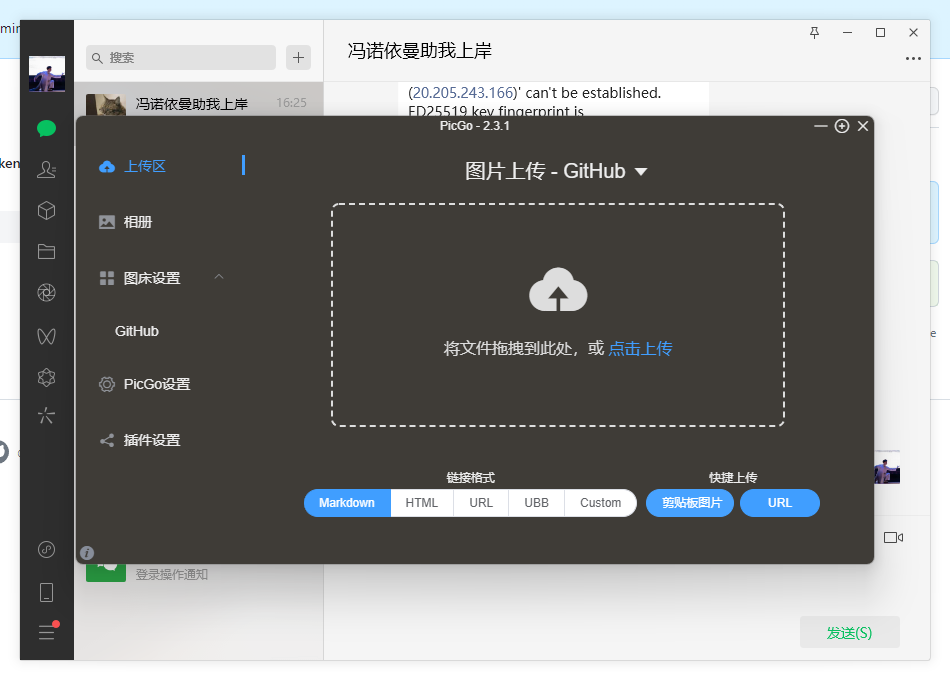 搜索
冯诺依曼助我上岸
(20.205.243.166)' can't be established.
冯诺依曼助我上岸 16:25
ED25519 key fingerprint is
PicGo - 2.3.1
上传区
图片上传 - GitHub
相册
图床设置
GitHub
将文件拖拽到此处，或 点击上传
PicGo设置
插件设置
链接格式
快捷上传
Markdown HTML URL UBB Custom
剪贴板图片 URL
登录操作通知
发送(S)